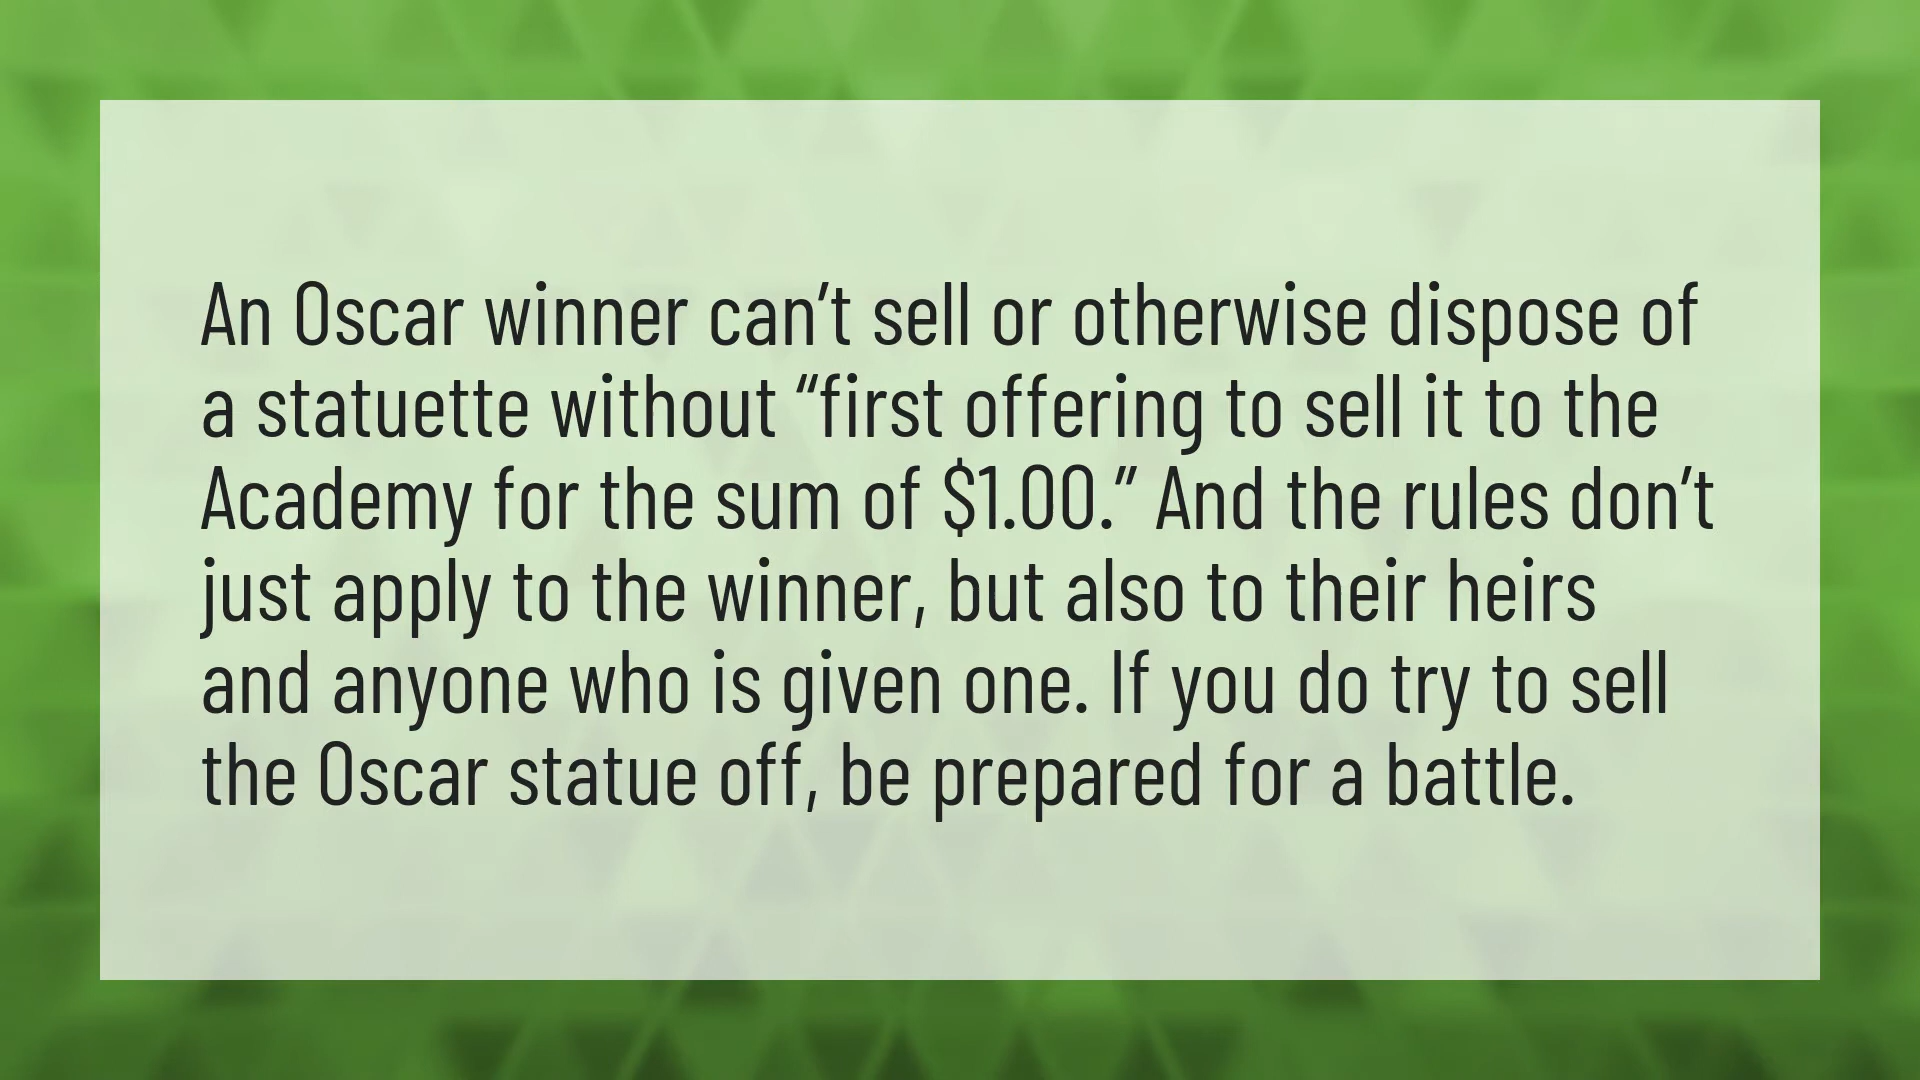 An Oscar winner can’t sell or otherwise dispose of
a statuette without “first offering to sell it to the
Academy for the sum of $1.00.” And the rules don’t
just apply to the winner, but also to their heirs
and anyone who is given one. If you do try to sell
the Oscar statue off, be prepared for a battle.